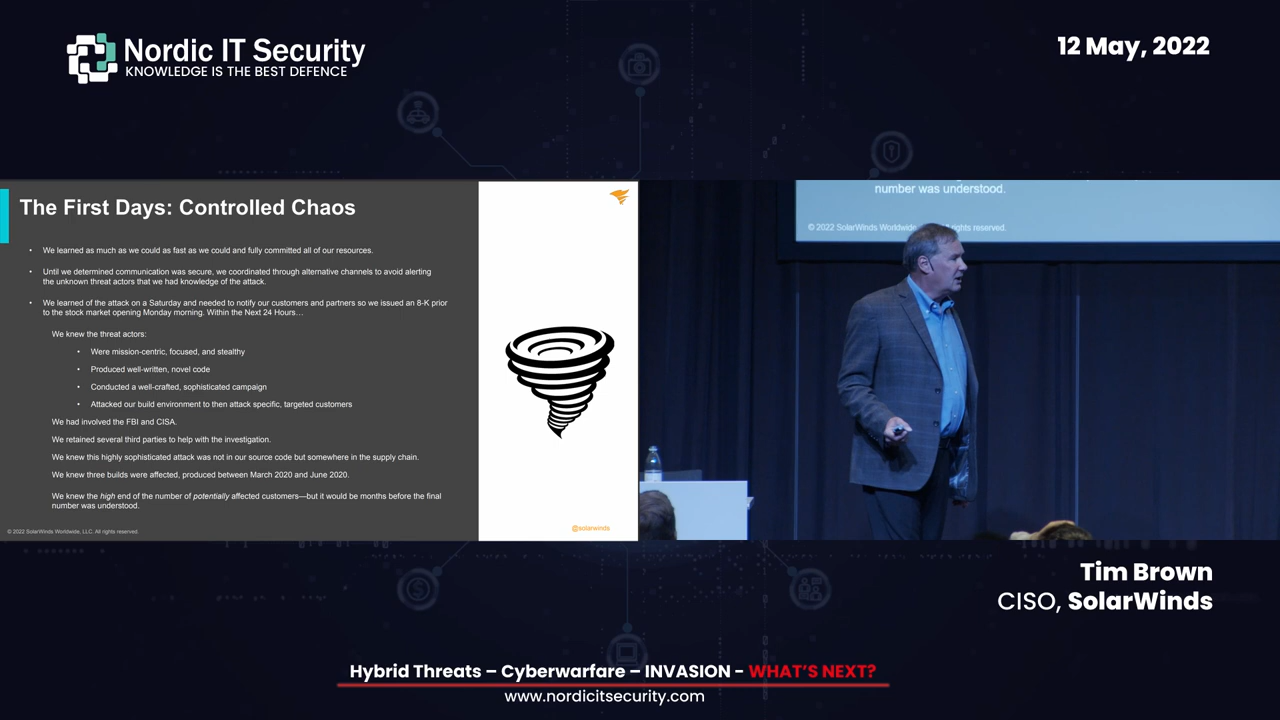 Nordic IT Security
KNOWLEDGE IS THE BEST DEFENCE
12 May, 2022
The First Days: Controlled Chaos
• We learned as much as we could as fast as we could and fully committed all of our resources.
• Until we determined communication was secure, we coordinated through alternative channels to avoid alerting
the unknown threat actors that we had knowledge of the attack.
• We learned of the attack on a Saturday and needed to notify our customers and partners so we issued an 8-K prior
to the stock market opening Monday morning. Within the Next 24 Hours…
We knew the threat actors:
• Were mission-centric, focused, and stealthy
• Produced well-written, novel code
• Conducted a well-crafted, sophisticated campaign
• Attacked our build environment to then attack specific, targeted customers
We had involved the FBI and CISA.
We retained several third parties to help with the investigation.
We knew this highly sophisticated attack was not in our source code but somewhere in the supply chain.
We knew three builds were affected, produced between March 2020 and June 2020.
We knew the high end of the number of potentially affected customers—but it would be months before the final
number was understood.
© 2022 SolarWinds Worldwide, LLC. All rights reserved.
@solarwinds
number was understood.
© 2022 SolarWinds Worldwide rights reserved.
Tim Brown
CISO, SolarWinds
Hybrid Threats – Cyberwarfare – INVASION – WHAT'S NEXT?
www.nordicitsecurity.com